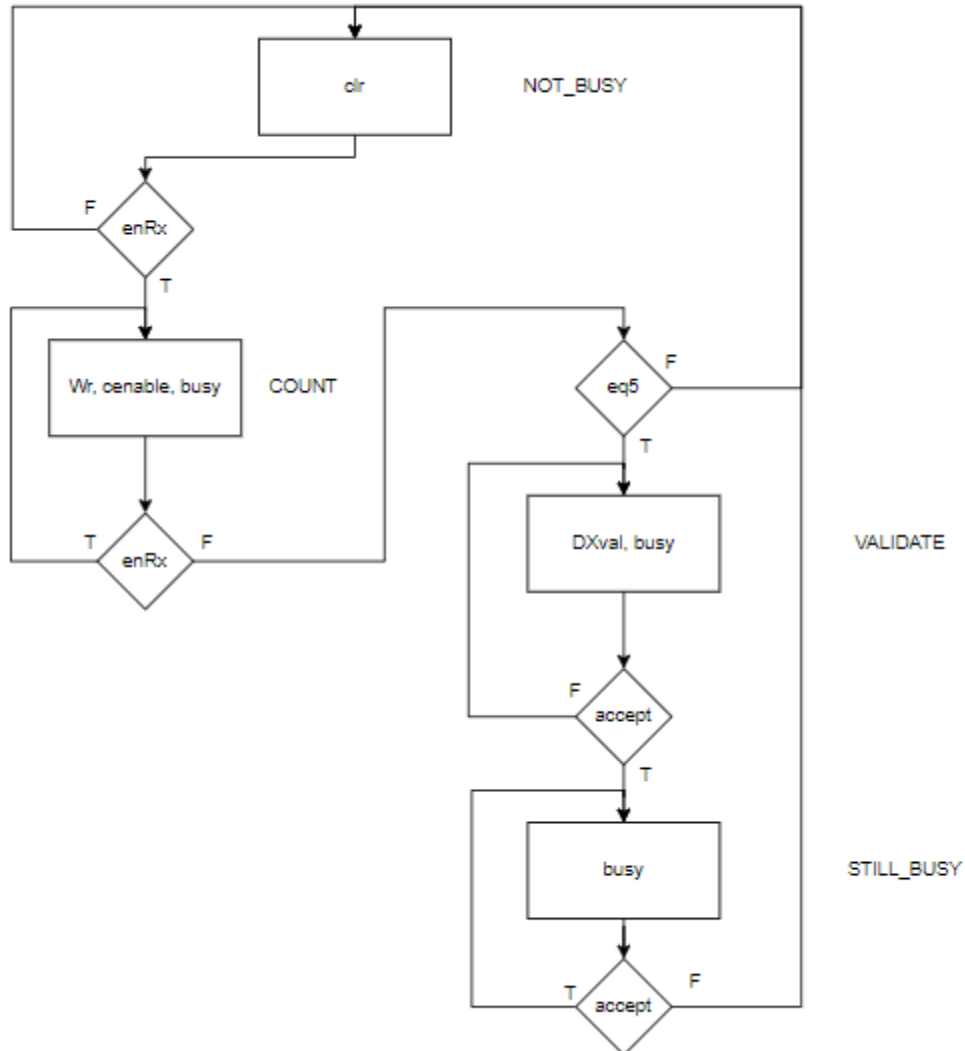 clr
NOT_BUSY
F
enRx
T
Wr, cenable, busy
COUNT
T
enRx
F
eq5
F
T
DXval, busy
VALIDATE
F
accept
T
busy
STILL_BUSY
T
accept
F